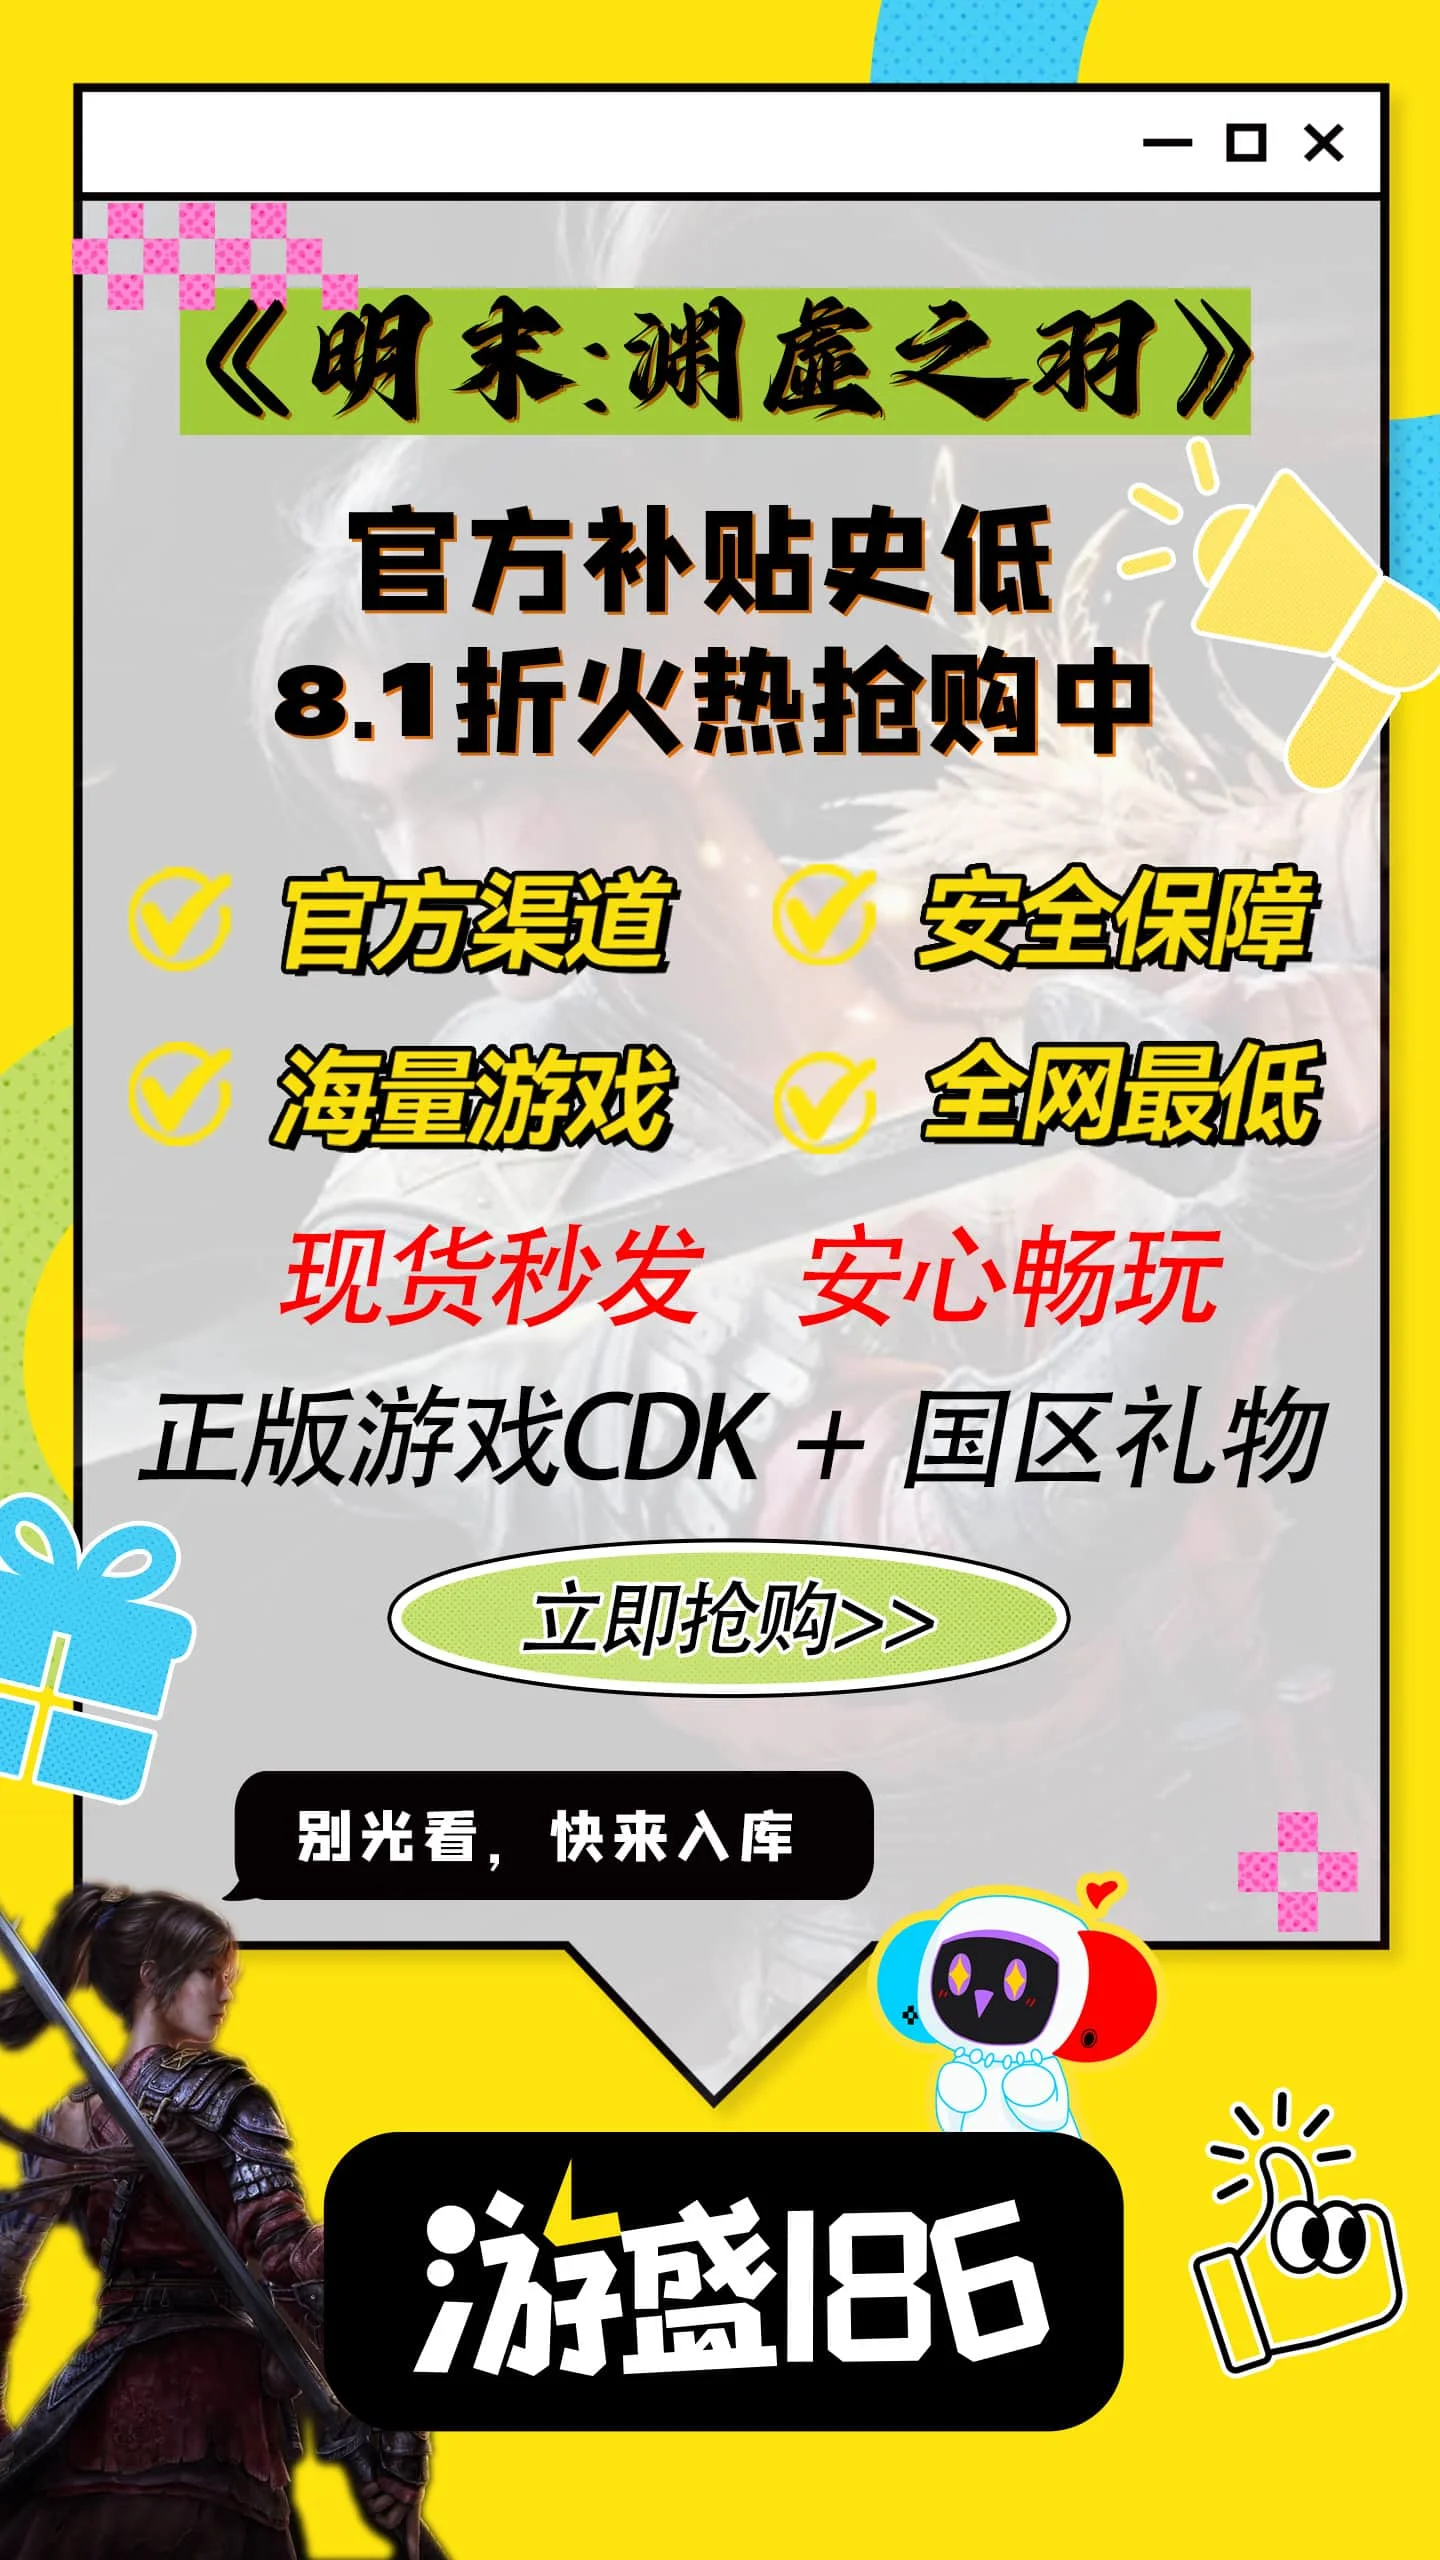 《明末:渊虚之羽》
官方补贴史低
8.1折火热抢购中
官方渠道 安全保障
海量游戏 全网最低
现货秒发 安心畅玩
正版游戏CDK + 国区礼物
立即抢购>>
别光看，快来入库
游盛186